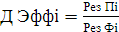 Д Эффі = Рез Пі / Рез Фі